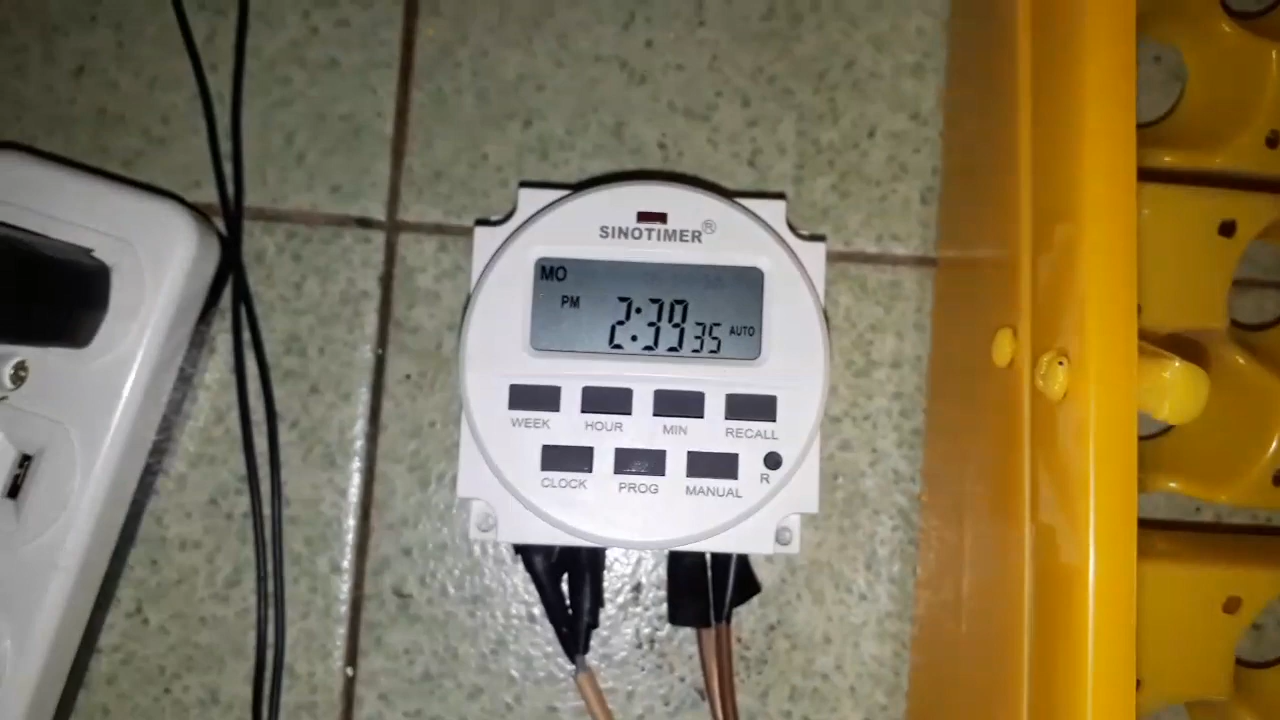 SINOTIMER®
MO
PM 2:39 35 AUTO
WEEK HOUR MIN RECALL
CLOCK PROG MANUAL R